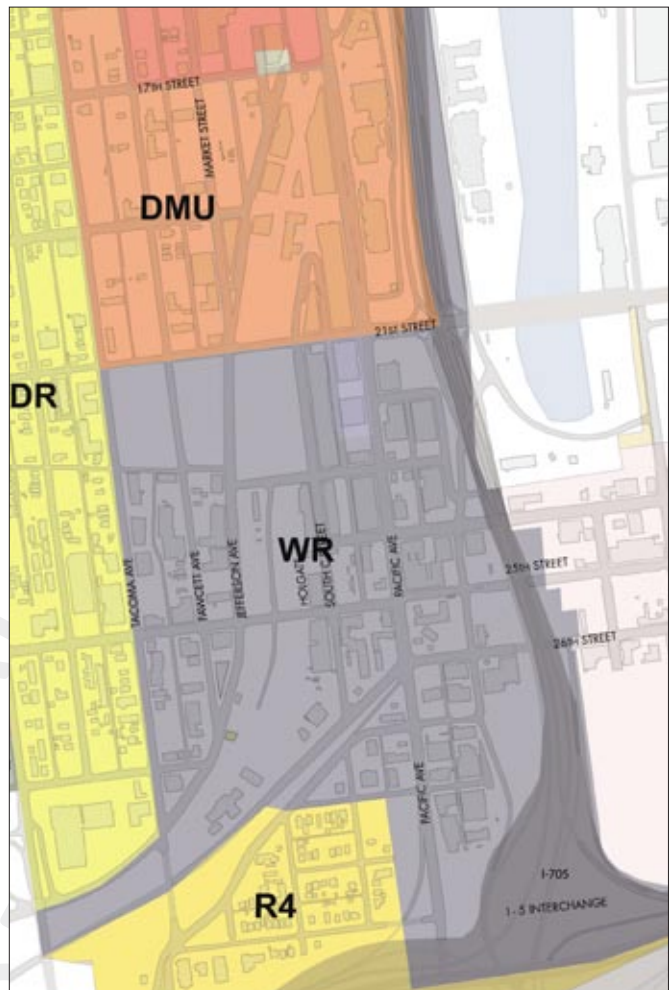 17TH STREET
MARKET STREET
DMU
21st STREET
DR
TACOMA AVE
FAWCETT AVE
JEFFERSON AVE
WR
SOUTH C STREET
PACIFIC AVE
25th STREET
26th STREET
PACIFIC AVE
R4
I-705
I-5 INTERCHANGE